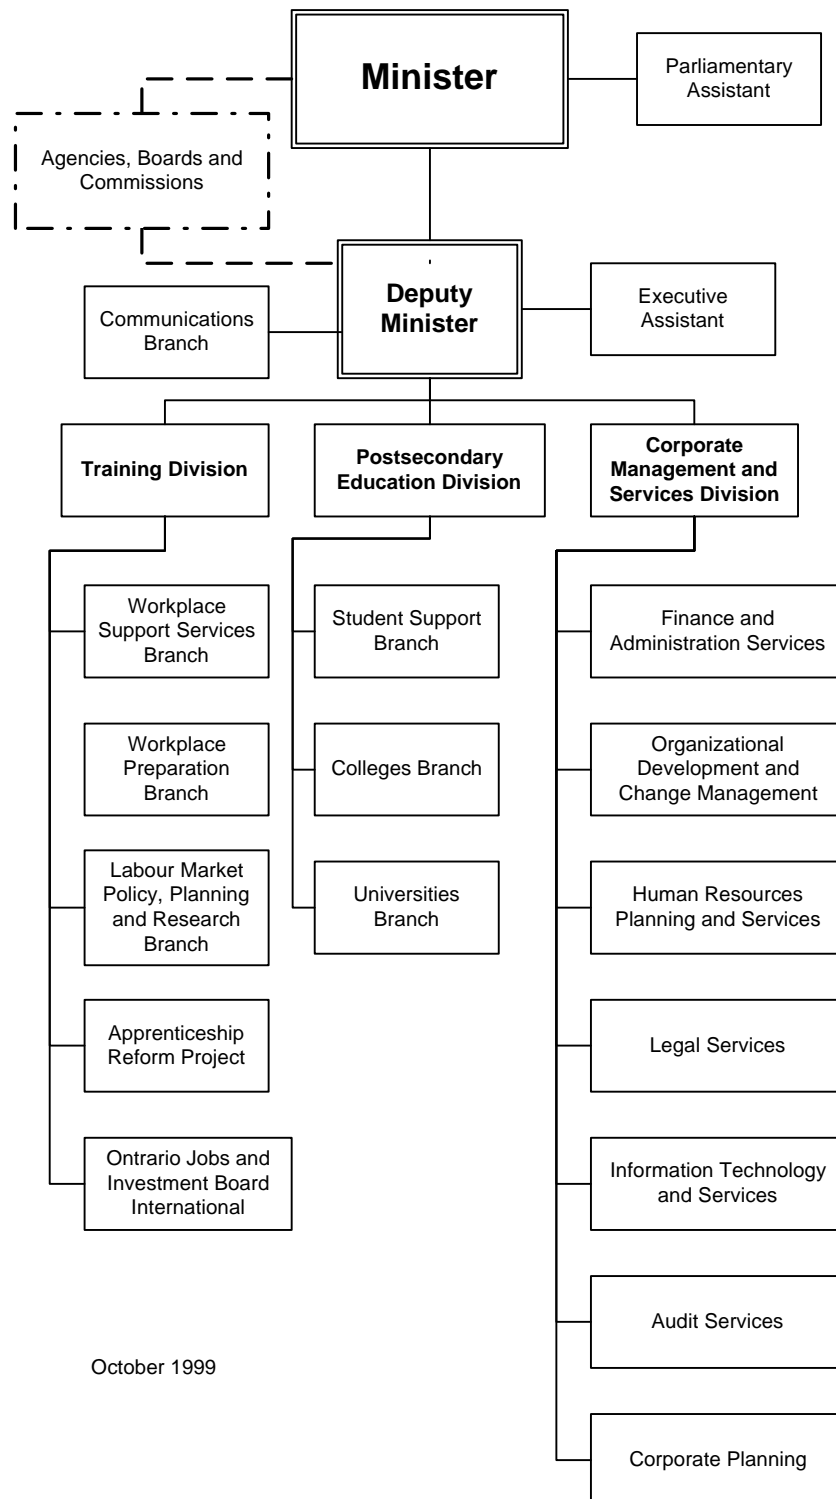 Minister
Parliamentary
Assistant
Agencies, Boards and
Commissions
Deputy
Minister
Communications
Branch
Executive
Assistant
Training Division
Postsecondary
Education Division
Corporate
Management and
Services Division
Workplace
Support Services
Branch
Workplace
Preparation
Branch
Labour Market
Policy, Planning
and Research
Branch
Apprenticeship
Reform Project
Ontrario Jobs and
Investment Board
International
Student Support
Branch
Colleges Branch
Universities
Branch
Finance and
Administration Services
Organizational
Development and
Change Management
Human Resources
Planning and Services
Legal Services
Information Technology
and Services
Audit Services
Corporate Planning
October 1999